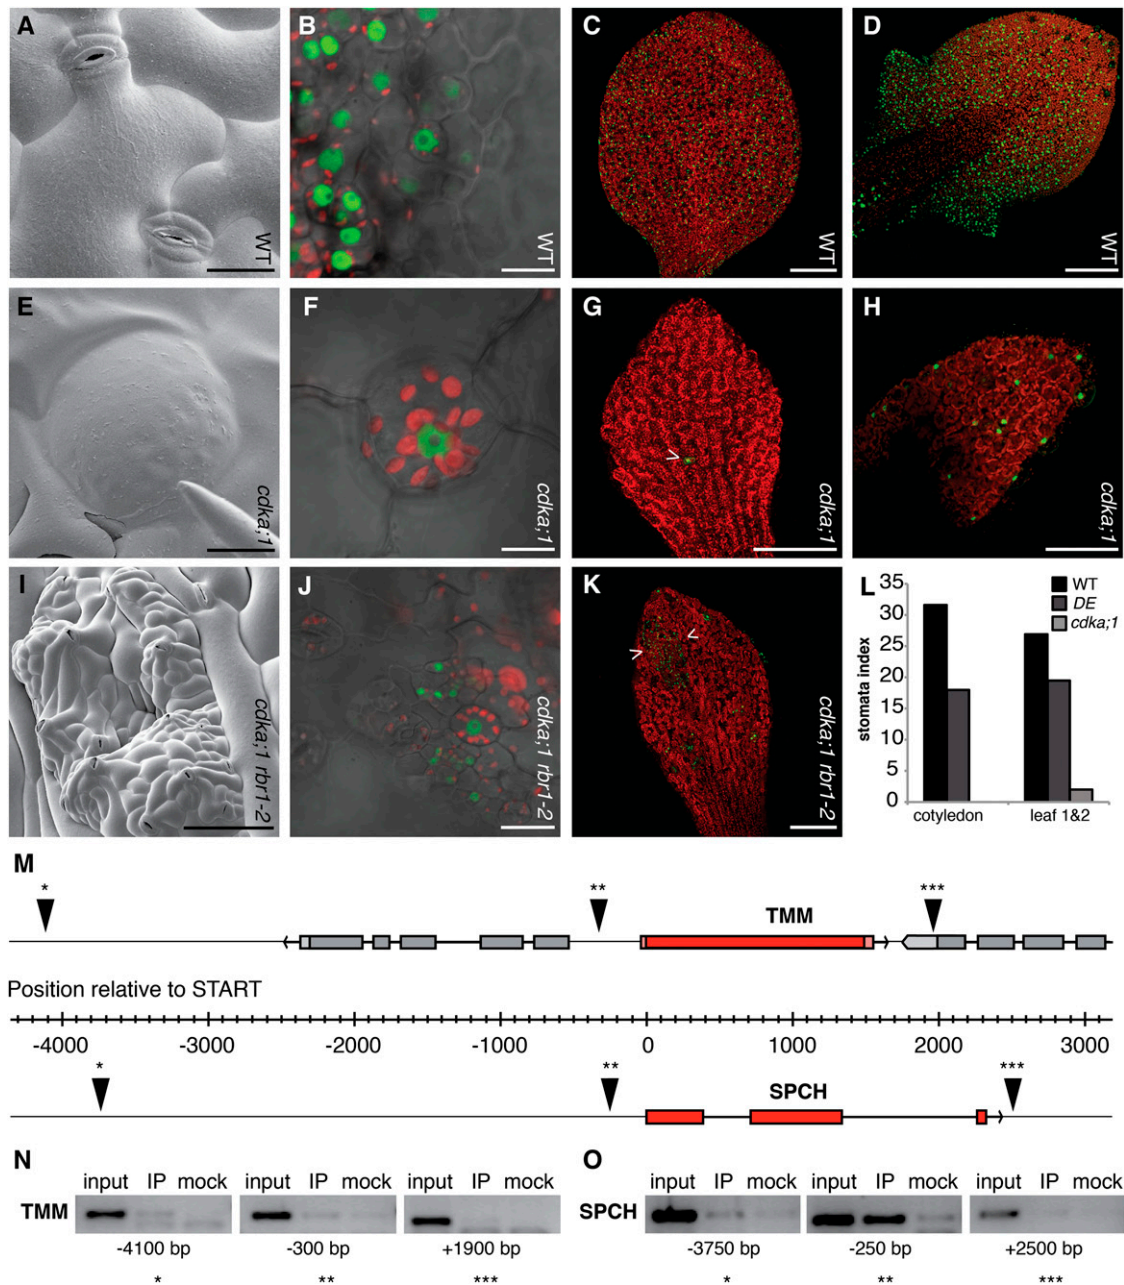 A
WT
B
WT
C
WT
D
WT
E
cdka;1
F
cdka;1
G
>
cdka;1
H
cdka;1
I
cdka;1 rbr1-2
J
cdka;1 rbr1-2
K
> <
cdka;1 rbr1-2
L
stomata index
35
30
25
20
15
10
5
0
WT
DE
cdka;1
cotyledon leaf 1&2
M
* ** ***
TMM
Position relative to START
-4000 -3000 -2000 -1000 0 1000 2000 3000
* ** ***
SPCH
N
input IP mock input IP mock input IP mock
TMM
-4100 bp -300 bp +1900 bp
* ** ***
O
input IP mock input IP mock input IP mock
SPCH
-3750 bp -250 bp +2500 bp
* ** ***